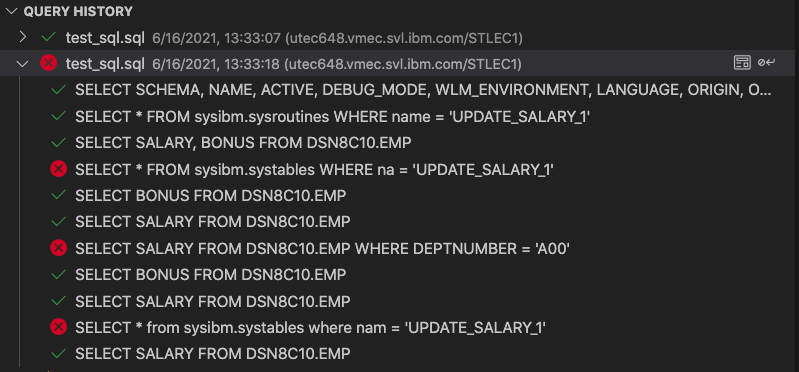 QUERY HISTORY
test_sql.sql 6/16/2021, 13:33:07 (utec648.vmec.svl.ibm.com/STLEC1)
test_sql.sql 6/16/2021, 13:33:18 (utec648.vmec.svl.ibm.com/STLEC1)
SELECT SCHEMA, NAME, ACTIVE, DEBUG_MODE, WLM_ENVIRONMENT, LANGUAGE, ORIGIN, O...
SELECT * FROM sysibm.sysroutines WHERE name = 'UPDATE_SALARY_1'
SELECT SALARY, BONUS FROM DSN8C10.EMP
SELECT * FROM sysibm.systables WHERE na = 'UPDATE_SALARY_1'
SELECT BONUS FROM DSN8C10.EMP
SELECT SALARY FROM DSN8C10.EMP
SELECT SALARY FROM DSN8C10.EMP WHERE DEPTNUMBER = 'A00'
SELECT BONUS FROM DSN8C10.EMP
SELECT SALARY FROM DSN8C10.EMP
SELECT * from sysibm.systables where nam = 'UPDATE_SALARY_1'
SELECT SALARY FROM DSN8C10.EMP